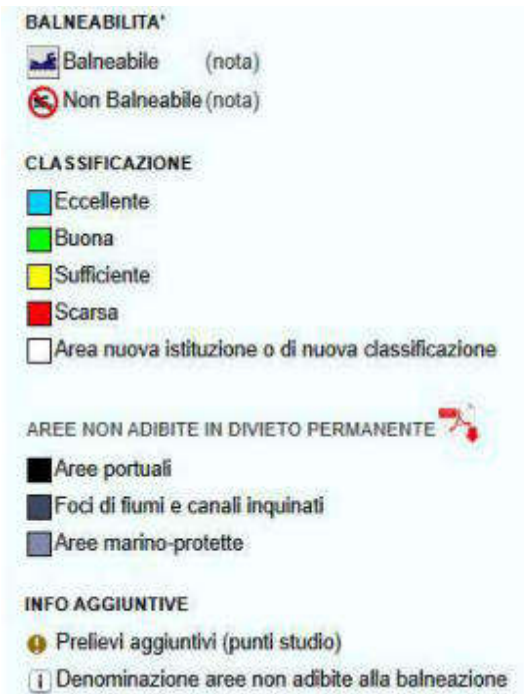 BALNEABILITA'
Balneabile (nota)
Non Balneabile (nota)
CLASSIFICAZIONE
Eccellente
Buona
Sufficiente
Scarsa
Area nuova istituzione o di nuova classificazione
AREE NON ADIBITE IN DIVIETO PERMANENTE
Aree portuali
Foci di fiumi e canali inquinati
Aree marino-protette
INFO AGGIUNTIVE
Prelievi aggiuntivi (punti studio)
Denominazione aree non adibite alla balneazione